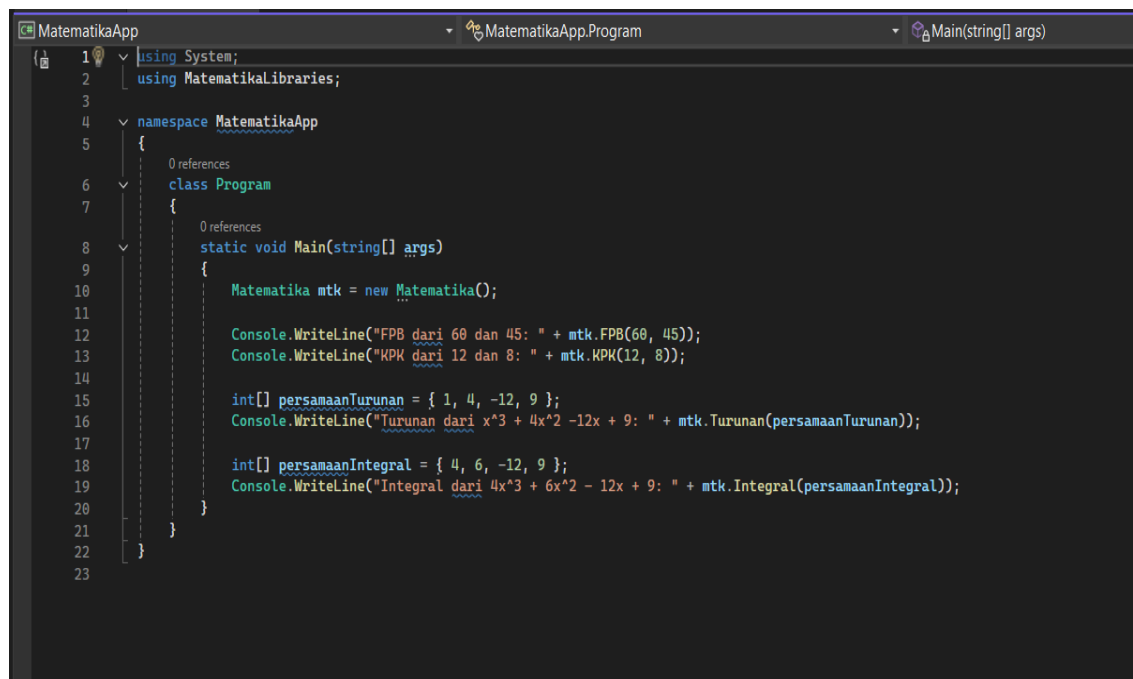 MatematikaApp MatematikaApp.Program Main(string[] args)
1 using System;
2 using MatematikaLibraries;
3
4 namespace MatematikaApp
5 {
0 references
6 class Program
7 {
0 references
8 static void Main(string[] args)
9 {
10 Matematika mtk = new Matematika();
11
12 Console.WriteLine("FPB dari 60 dan 45: " + mtk.FPB(60, 45));
13 Console.WriteLine("KPK dari 12 dan 8: " + mtk.KPK(12, 8));
14
15 int[] persamaanTurunan = { 1, 4, -12, 9 };
16 Console.WriteLine("Turunan dari x^3 + 4x^2 -12x + 9: " + mtk.Turunan(persamaanTurunan));
17
18 int[] persamaanIntegral = { 4, 6, -12, 9 };
19 Console.WriteLine("Integral dari 4x^3 + 6x^2 - 12x + 9: " + mtk.Integral(persamaanIntegral));
20 }
21 }
22 }
23